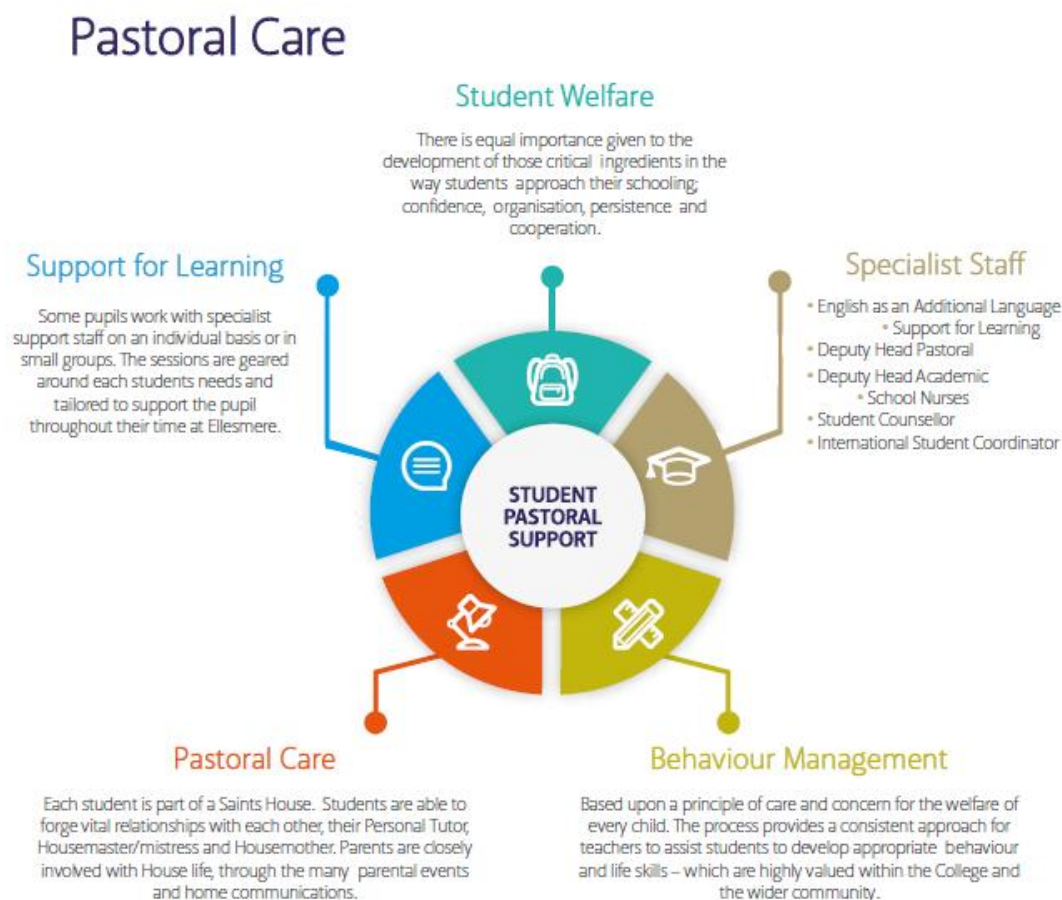 Pastoral Care
Student Welfare
There is equal importance given to the
development of those critical ingredients in the
way students approach their schooling;
confidence, organisation, persistence and
cooperation.
Support for Learning
Some pupils work with specialist
support staff on an individual basis or in
small groups. The sessions are geared
around each students needs and
tailored to support the pupil
throughout their time at Ellesmere.
Specialist Staff
• English as an Additional Language
• Support for Learning
• Deputy Head Pastoral
• Deputy Head Academic
• School Nurses
• Student Counsellor
• International Student Coordinator
STUDENT
PASTORAL
SUPPORT
Pastoral Care
Each student is part of a Saints House. Students are able to
forge vital relationships with each other, their Personal Tutor,
Housemaster/mistress and Housemother. Parents are closely
involved with House life, through the many parental events
and home communications.
Behaviour Management
Based upon a principle of care and concern for the welfare of
every child. The process provides a consistent approach for
teachers to assist students to develop appropriate behaviour
and life skills – which are highly valued within the College and
the wider community.